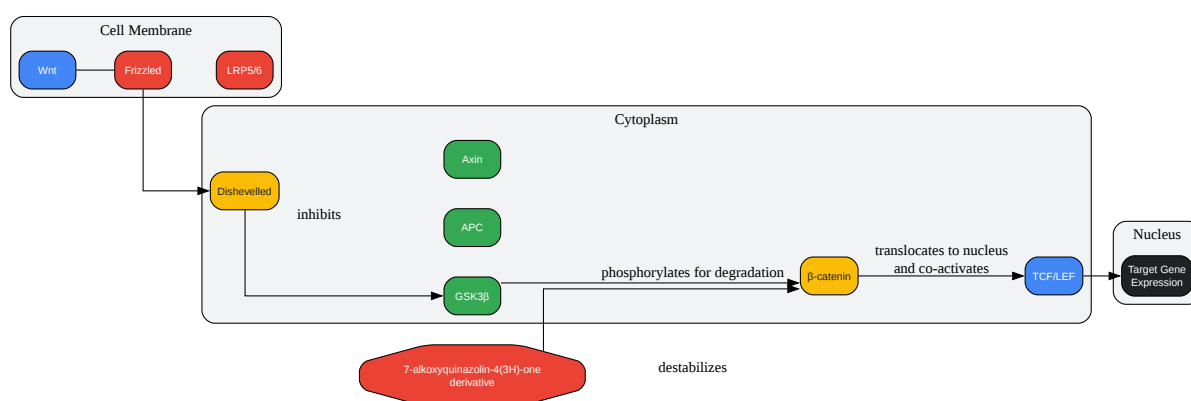 Cell Membrane
Wnt
Frizzled
LRP5/6
Cytoplasm
Axin
Dishevelled
inhibits
APC
GSK3β
phosphorylates for degradation
β-catenin
translocates to nucleus
and co-activates
TCF/LEF
Nucleus
Target Gene
Expression
7-alkoxyquinazolin-4(3H)-one
derivative
destabilizes